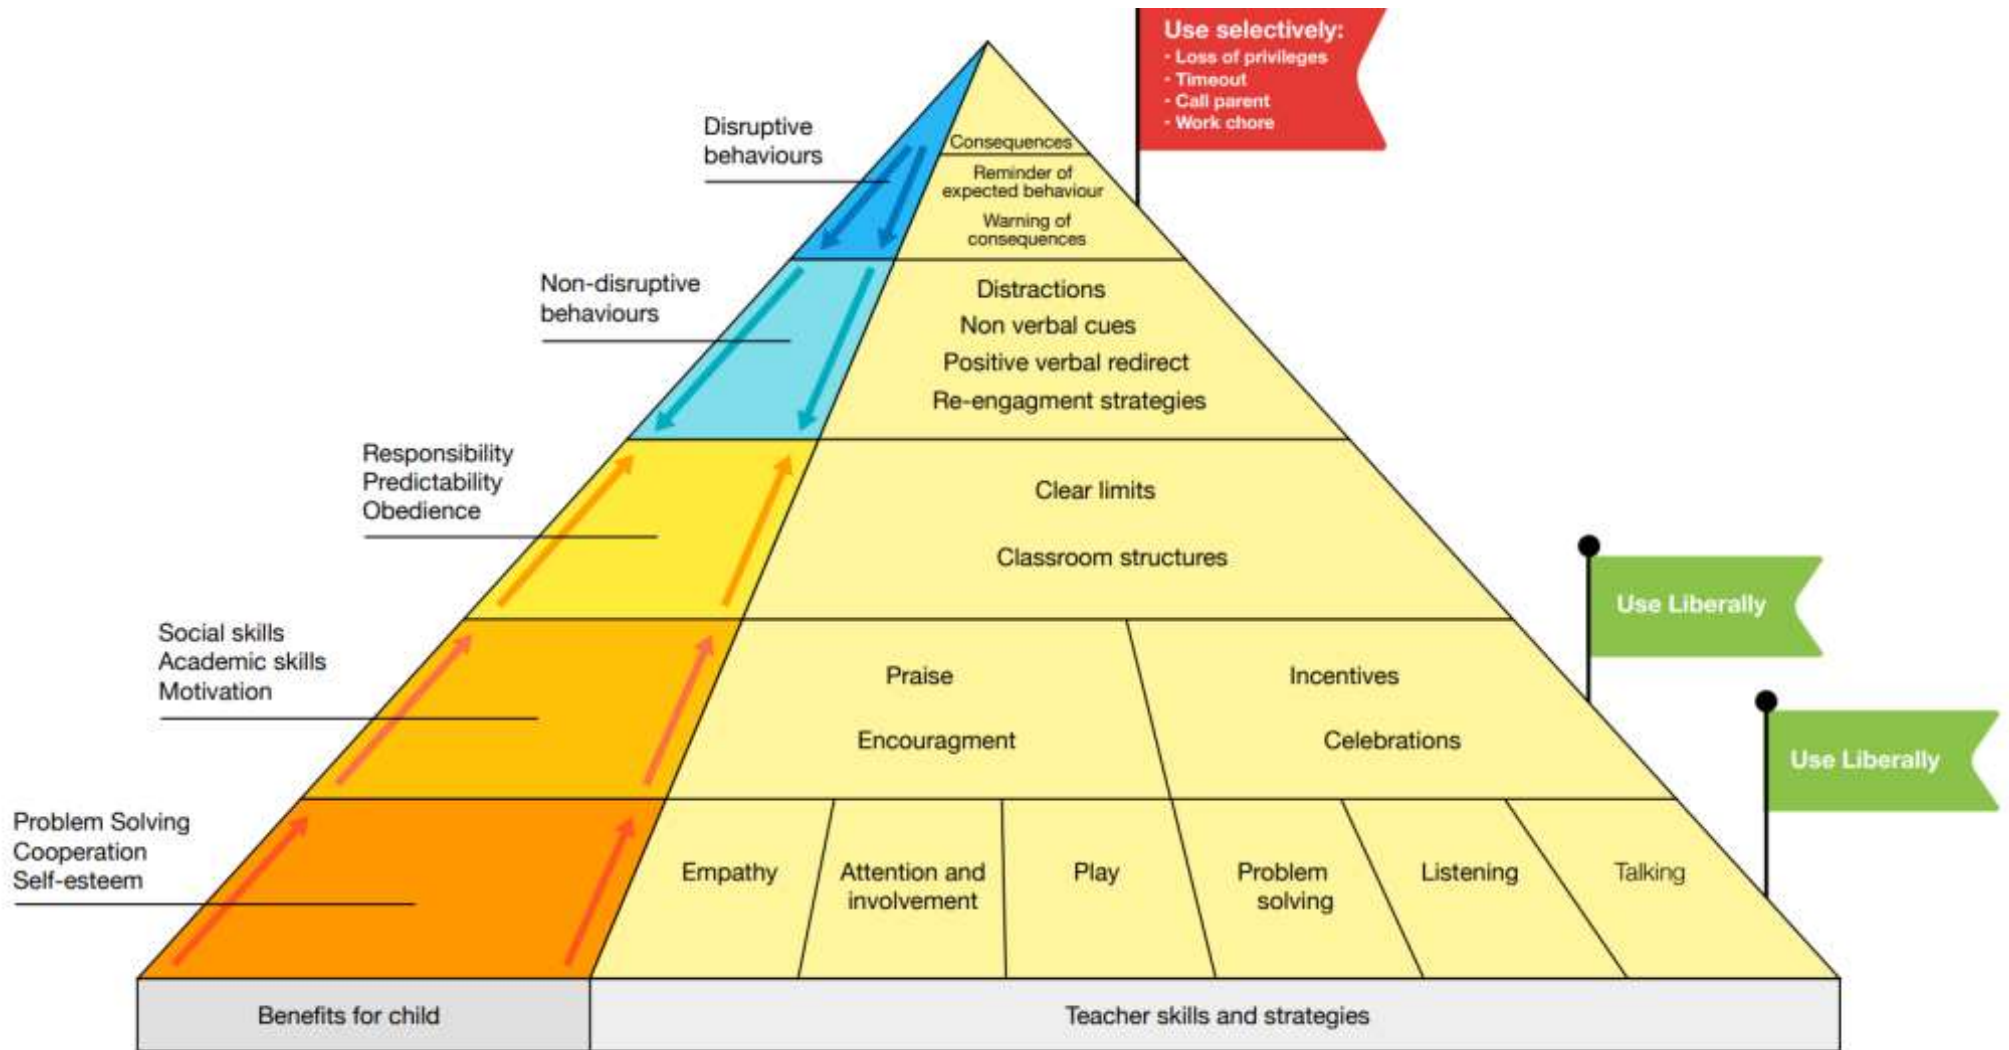 Use selectively:
· Loss of privileges
· Timeout
· Call parent
· Work chore
Disruptive
behaviours
Consequences
Reminder of
expected behaviour
Warning of
consequences
Non-disruptive
behaviours
Distractions
Non verbal cues
Positive verbal redirect
Re-engagment strategies
Responsibility
Predictability
Obedience
Clear limits
Classroom structures
Use Liberally
Social skills
Academic skills
Motivation
Praise
Encouragment
Incentives
Celebrations
Use Liberally
Problem Solving
Cooperation
Self-esteem
Empathy
Attention and
involvement
Play
Problem
solving
Listening
Talking
Benefits for child
Teacher skills and strategies